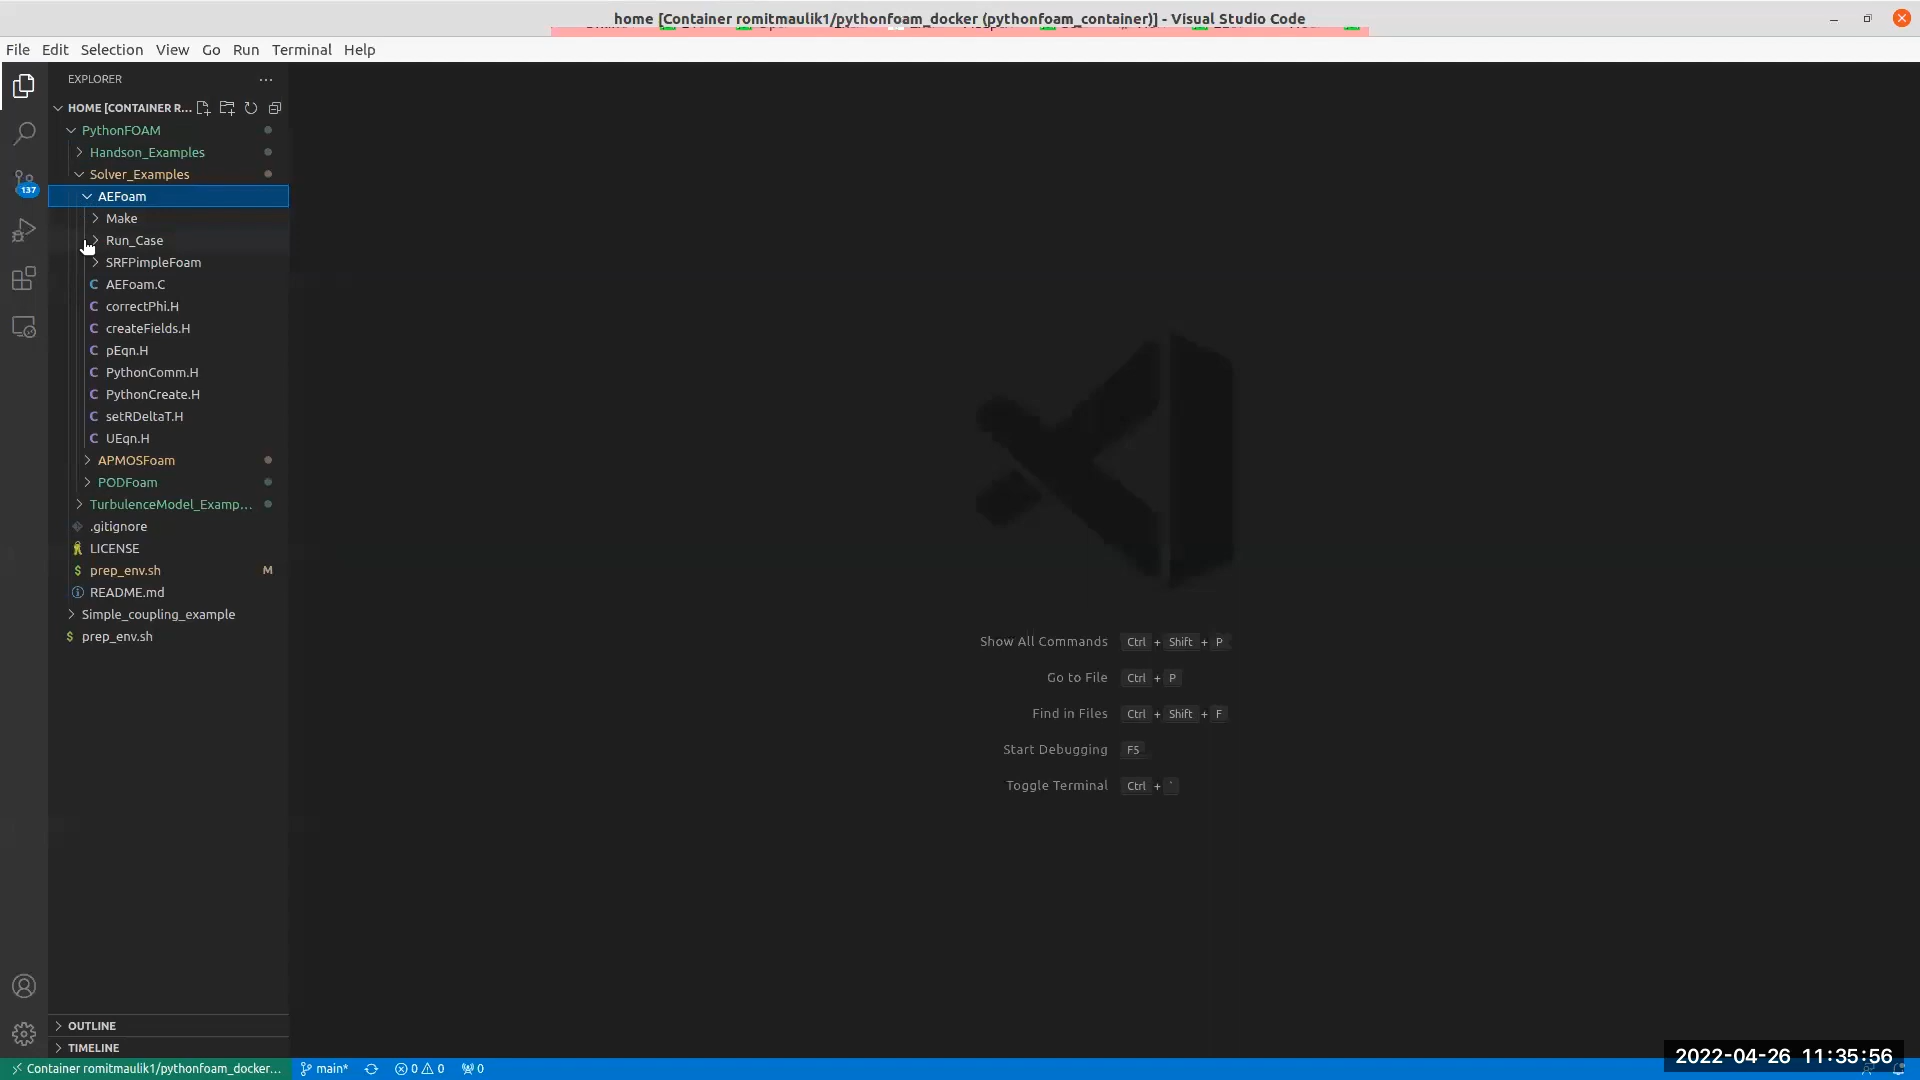 home [Container romitmaulik1/pythonfoam_docker (pythonfoam_container)] - Visual Studio Code
File Edit Selection View Go Run Terminal Help
EXPLORER
HOME [CONTAINER R...
PythonFOAM
Handson_Examples
Solver_Examples
137
AEFoam
Make
Run_Case
SRFPimpleFoam
C AEFoam.C
C correctPhi.H
C createFields.H
C pEqn.H
C PythonComm.H
C PythonCreate.H
C setRDeltaT.H
C UEqn.H
APMOSFoam
PODFoam
TurbulenceModel_Examp...
.gitignore
LICENSE
$ prep_env.sh M
README.md
Simple_coupling_example
$ prep_env.sh
Show All Commands Ctrl + Shift + P
Go to File Ctrl + P
Find in Files Ctrl + Shift + F
Start Debugging F5
Toggle Terminal Ctrl + `
OUTLINE
TIMELINE
Container romitmaulik1/pythonfoam_docker... main* 0 0 0
2022-04-26 11:35:56